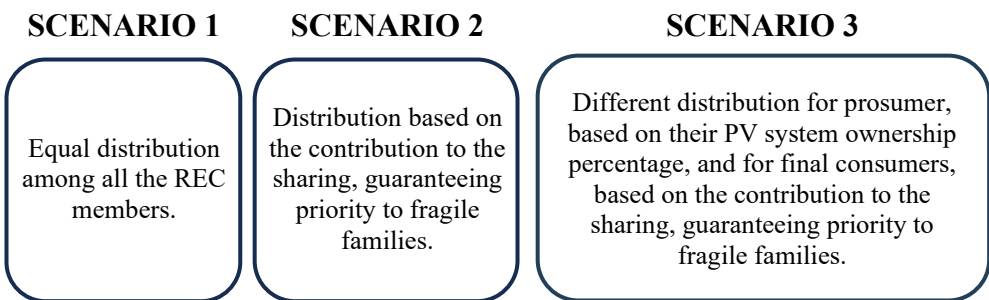 SCENARIO 1
Equal distribution
among all the REC
members.
SCENARIO 2
Distribution based on
the contribution to the
sharing, guaranteeing
priority to fragile
families.
SCENARIO 3
Different distribution for prosumer,
based on their PV system ownership
percentage, and for final consumers,
based on the contribution to the
sharing, guaranteeing priority to
fragile families.